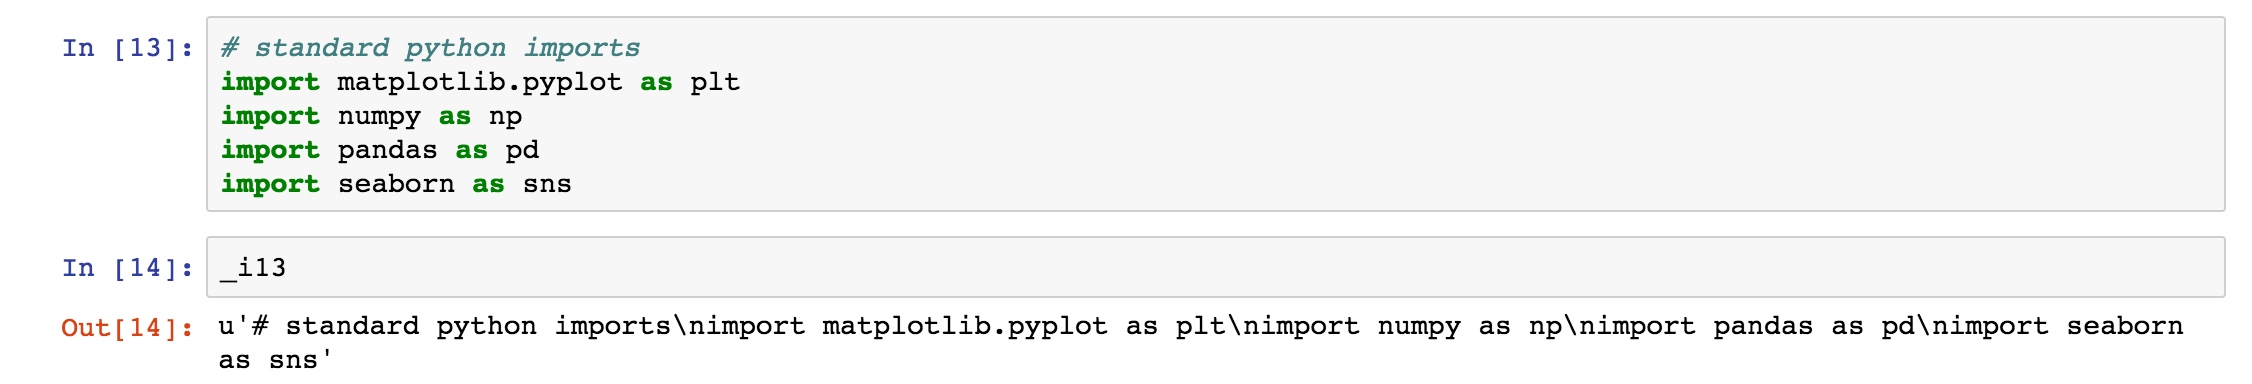 In [13]: # standard python imports
import matplotlib.pyplot as plt
import numpy as np
import pandas as pd
import seaborn as sns
In [14]: _i13
Out[14]: u'# standard python imports\nimport matplotlib.pyplot as plt\nimport numpy as np\nimport pandas as pd\nimport seaborn
as sns'